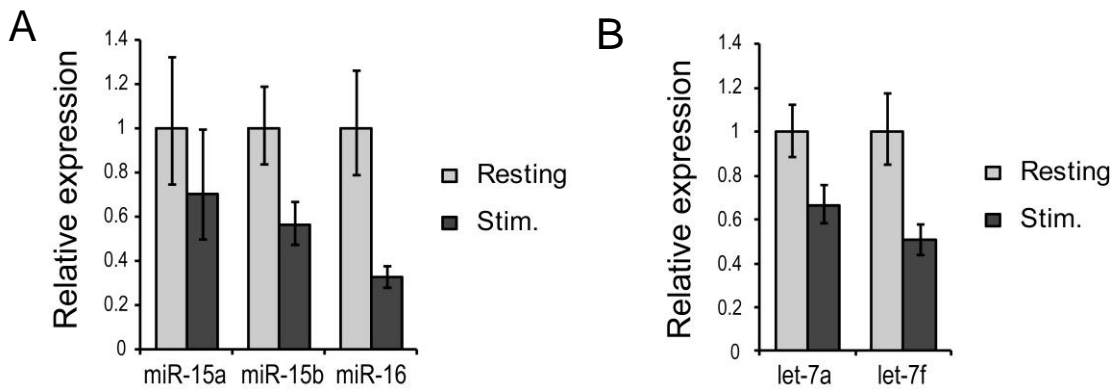 A
Relative expression
1.4
1.2
1
0.8
0.6
0.4
0.2
0
miR-15a miR-15b miR-16
Resting
Stim.
B
Relative expression
1.4
1.2
1
0.8
0.6
0.4
0.2
0
let-7a let-7f
Resting
Stim.